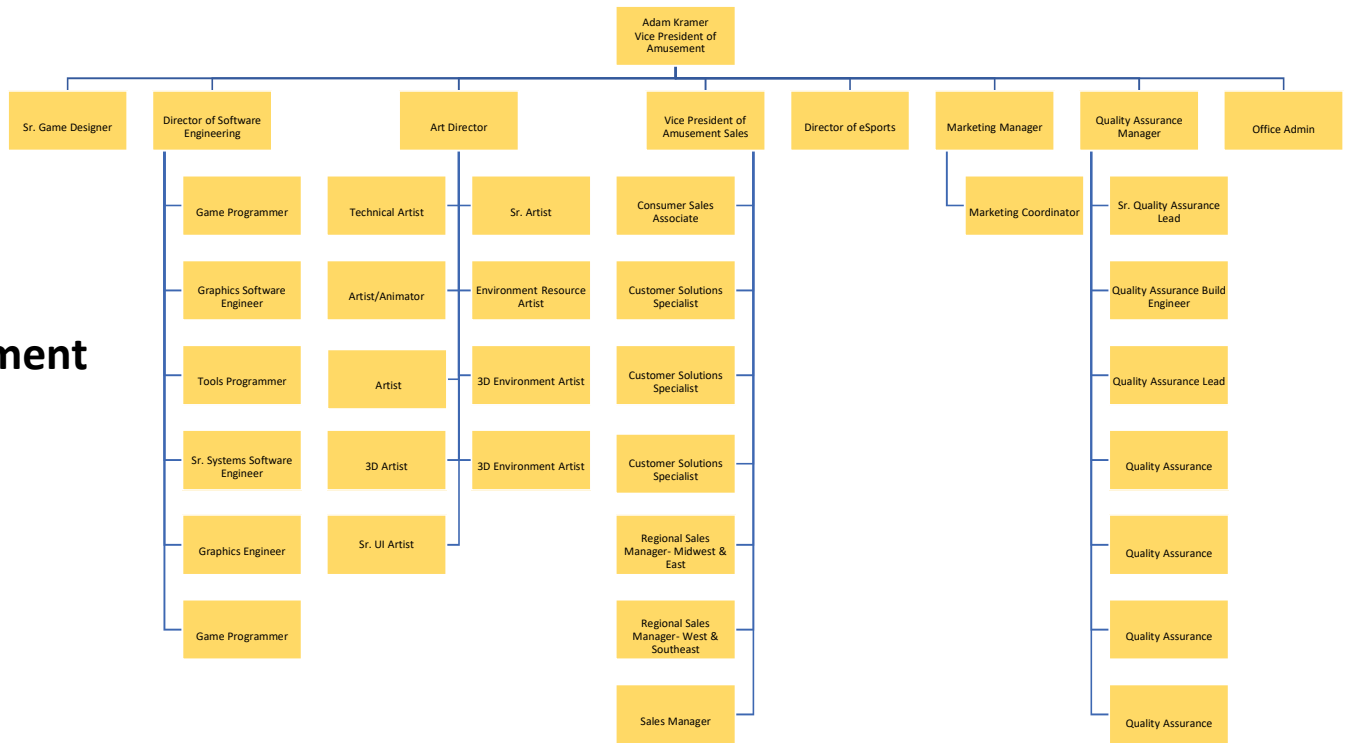 Adam Kramer
Vice President of
Amusement
Sr. Game Designer
Director of Software
Engineering
Art Director
Vice President of
Amusement Sales
Director of eSports
Marketing Manager
Quality Assurance
Manager
Office Admin
Game Programmer
Graphics Software
Engineer
Tools Programmer
Sr. Systems Software
Engineer
Graphics Engineer
Game Programmer
Technical Artist
Sr. Artist
Artist/Animator
Environment Resource
Artist
Artist
3D Environment Artist
3D Artist
3D Environment Artist
Sr. UI Artist
Consumer Sales
Associate
Customer Solutions
Specialist
Customer Solutions
Specialist
Customer Solutions
Specialist
Regional Sales
Manager- Midwest &
East
Regional Sales
Manager- West &
Southeast
Sales Manager
Marketing Coordinator
Sr. Quality Assurance
Lead
Quality Assurance Build
Engineer
Quality Assurance Lead
Quality Assurance
Quality Assurance
Quality Assurance
Quality Assurance
ment